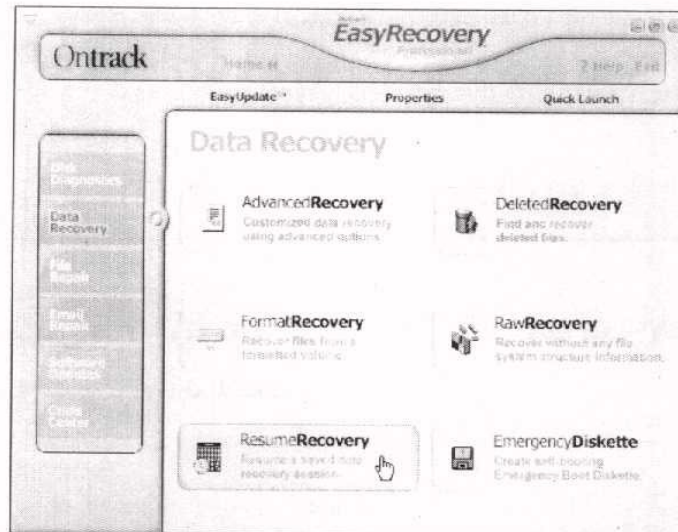 EasyRecovery
Professional
Ontrack
? Help Exit
EasyUpdate™ Properties Quick Launch
Data Recovery
Disk
Diagnostics
Data
Recovery
File
Repair
Email
Repair
Software
Crisis
Center
AdvancedRecovery
Customized data recovery
using advanced options.
DeletedRecovery
Find and recover
deleted files.
FormatRecovery
Recover files from a
formatted volume.
RawRecovery
Recover without any file
system structure information.
ResumeRecovery
Resume a saved data
recovery session.
EmergencyDiskette
Create self-booting
Emergency Boot Diskette.